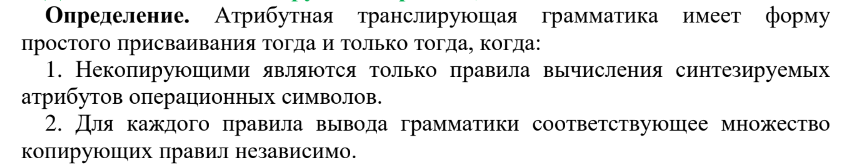 Определение. Атрибутная транслирующая грамматика имеет форму
простого присваивания тогда и только тогда, когда:
1. Некопирующими являются только правила вычисления синтезируемых
атрибутов операционных символов.
2. Для каждого правила вывода грамматики соответствующее множество
копирующих правил независимо.